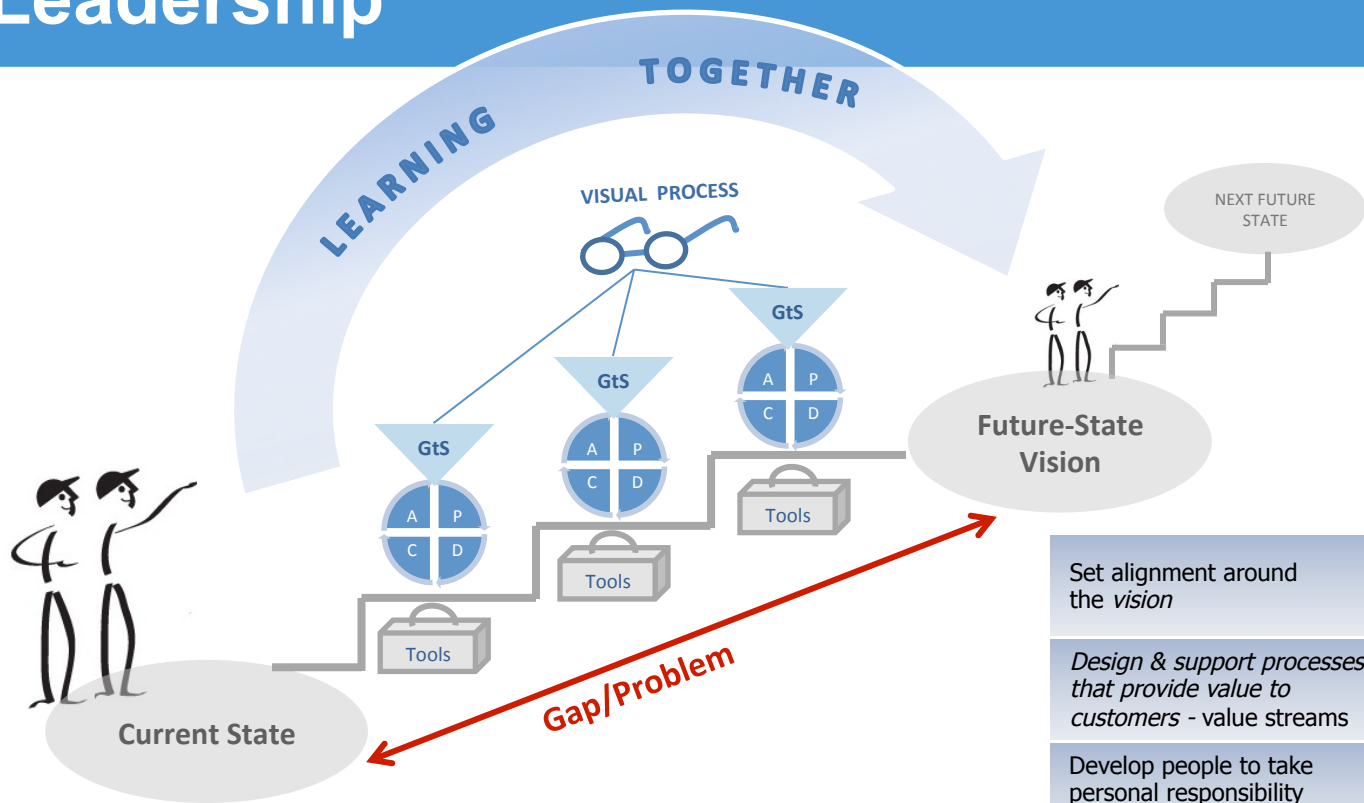 Leadership
LEARNING TOGETHER
VISUAL PROCESS
NEXT FUTURE
STATE
GtS
A P
C D
Tools
GtS
A P
C D
Tools
GtS
A P
C D
Tools
Future-State
Vision
Gap/Problem
Current State
Set alignment around
the vision
Design & support processes
that provide value to
customers - value streams
Develop people to take
personal responsibility